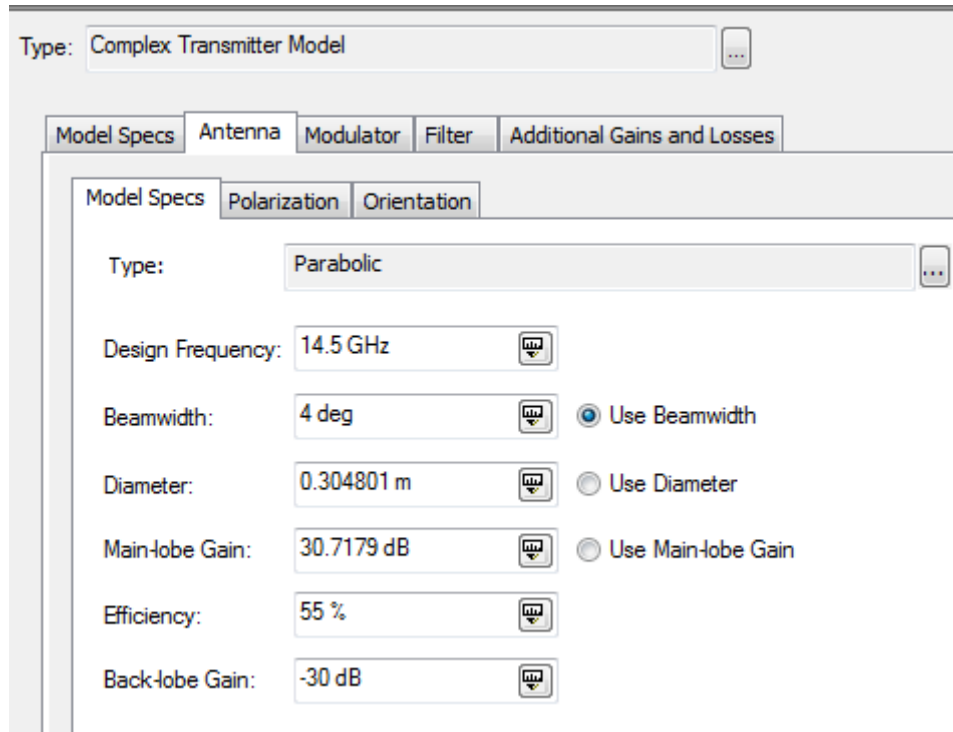 Type: Complex Transmitter Model ...
Model Specs Antenna Modulator Filter Additional Gains and Losses
Model Specs Polarization Orientation
Type: Parabolic ...
Design Frequency: 14.5 GHz
Beamwidth: 4 deg Use Beamwidth
Diameter: 0.304801 m Use Diameter
Main-lobe Gain: 30.7179 dB Use Main-lobe Gain
Efficiency: 55 %
Back-lobe Gain: -30 dB